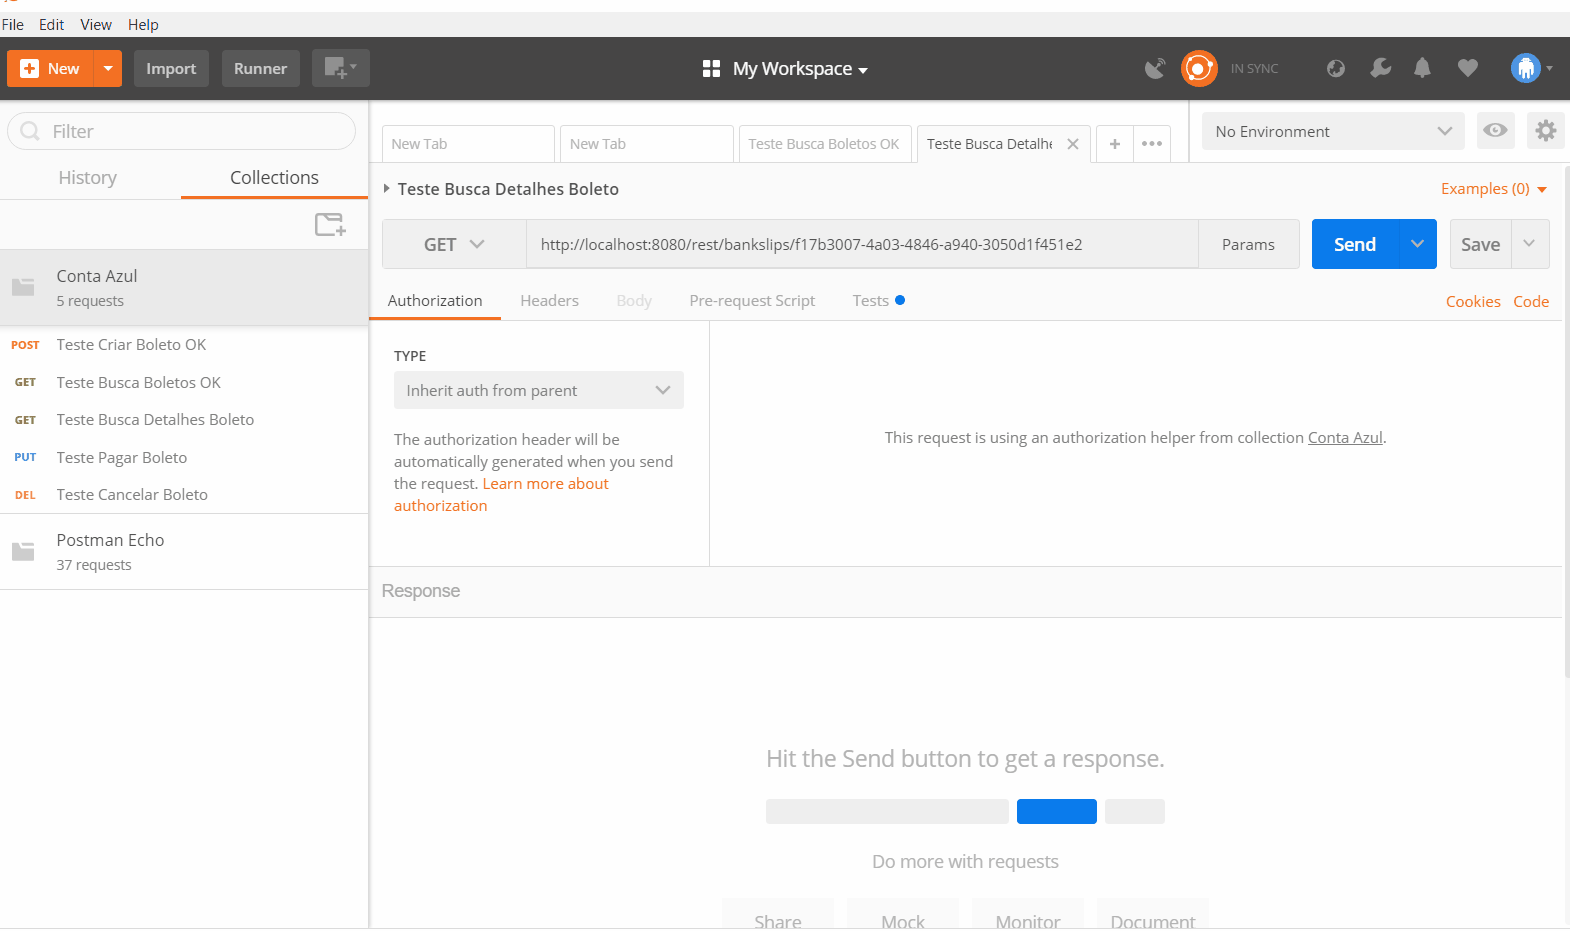 File Edit View Help
New Import Runner My Workspace IN SYNC
Filter
History Collections
Conta Azul
5 requests
POST Teste Criar Boleto OK
GET Teste Busca Boletos OK
GET Teste Busca Detalhes Boleto
PUT Teste Pagar Boleto
DEL Teste Cancelar Boleto
Postman Echo
37 requests
New Tab New Tab Teste Busca Boletos OK Teste Busca Detalhe
No Environment
Teste Busca Detalhes Boleto Examples (0)
GET http://localhost:8080/rest/bankslips/f17b3007-4a03-4846-a940-3050d1f451e2 Params Send Save
Authorization Headers Body Pre-request Script Tests Cookies Code
TYPE
Inherit auth from parent
The authorization header will be
automatically generated when you send
the request. Learn more about
authorization
This request is using an authorization helper from collection Conta Azul.
Response
Hit the Send button to get a response.
Do more with requests
Share Mock Monitor Document